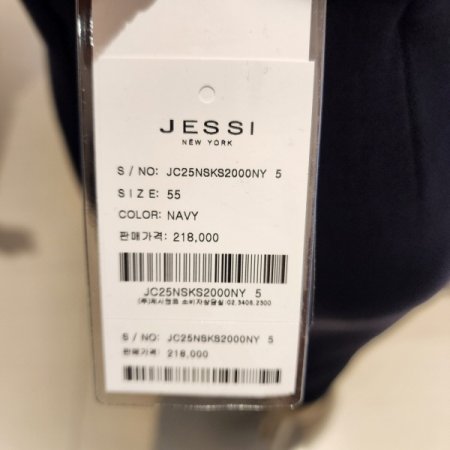 JESSI
NEW YORK
S / NO: JC25NSKS2000NY 5
SIZE: 55
COLOR: NAVY
판매가격: 218,000
JC25NSKS2000NY 5
소비자상담실 02.3408.2300
S / NO: JC25NSKS2000NY 5
판매가격: 218,000